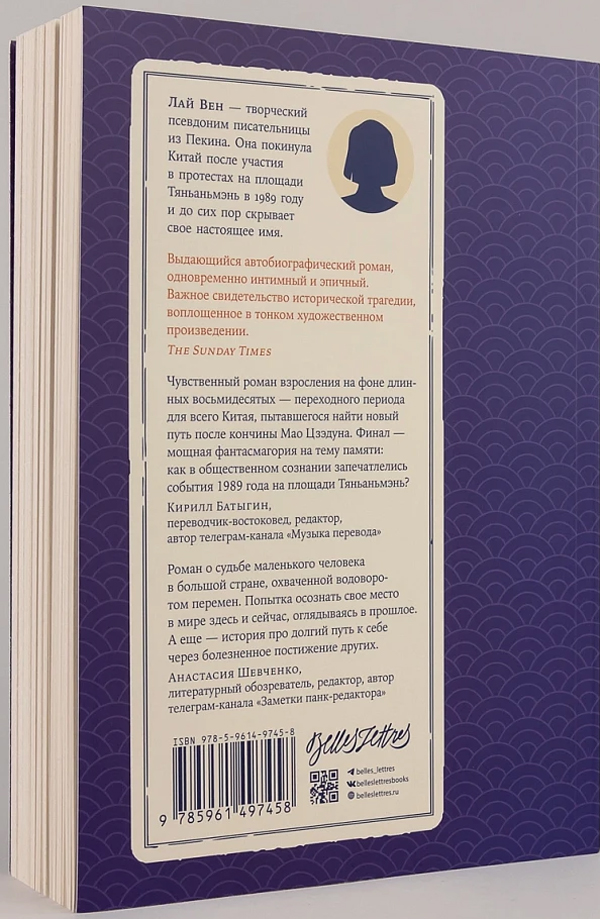 Лай Вен — творческий
псевдоним писательницы
из Пекина. Она покинула
Китай после участия
в протестах на площади
Тяньаньмэнь в 1989 году
и до сих пор скрывает
свое настоящее имя.
Выдающийся автобиографический роман,
одновременно интимный и эпичный.
Важное свидетельство исторической трагедии,
воплощенное в тонком художественном
произведении.
The Sunday Times
Чувственный роман взросления на фоне длин-
ных восьмидесятых — переходного периода
для всего Китая, пытавшегося найти новый
путь после кончины Мао Цзэдуна. Финал —
мощная фантасмагория на тему памяти:
как в общественном сознании запечатлелись
события 1989 года на площади Тяньаньмэнь?
Кирилл Батыгин,
переводчик-востоковед, редактор,
автор телеграм-канала «Музыка перевода»
Роман о судьбе маленького человека
в большой стране, охваченной водоворо-
том перемен. Попытка осознать свое место
в мире здесь и сейчас, оглядываясь в прошлое.
А еще — история про долгий путь к себе
через болезненное постижение других.
Анастасия Шевченко,
литературный обозреватель, редактор, автор
телеграм-канала «Заметки панк-редактора»
ISBN 978-5-9614-9745-8
9 785961 497458
Belles Lettres
belles_lettres
belleslettresbooks
belleslettres.ru